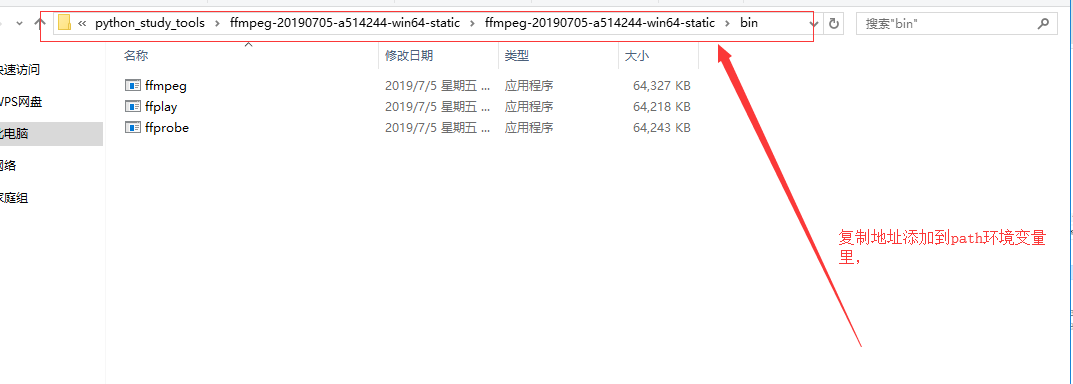 « python_study_tools › ffmpeg-20190705-a514244-win64-static › ffmpeg-20190705-a514244-win64-static › bin
搜索"bin"
名称 修改日期 类型 大小
速访问
WPS网盘
电脑
网络
家庭组
ffmpeg 2019/7/5 星期五 ... 应用程序 64,327 KB
ffplay 2019/7/5 星期五 ... 应用程序 64,218 KB
ffprobe 2019/7/5 星期五 ... 应用程序 64,243 KB
复制地址添加到path环境变量
里，